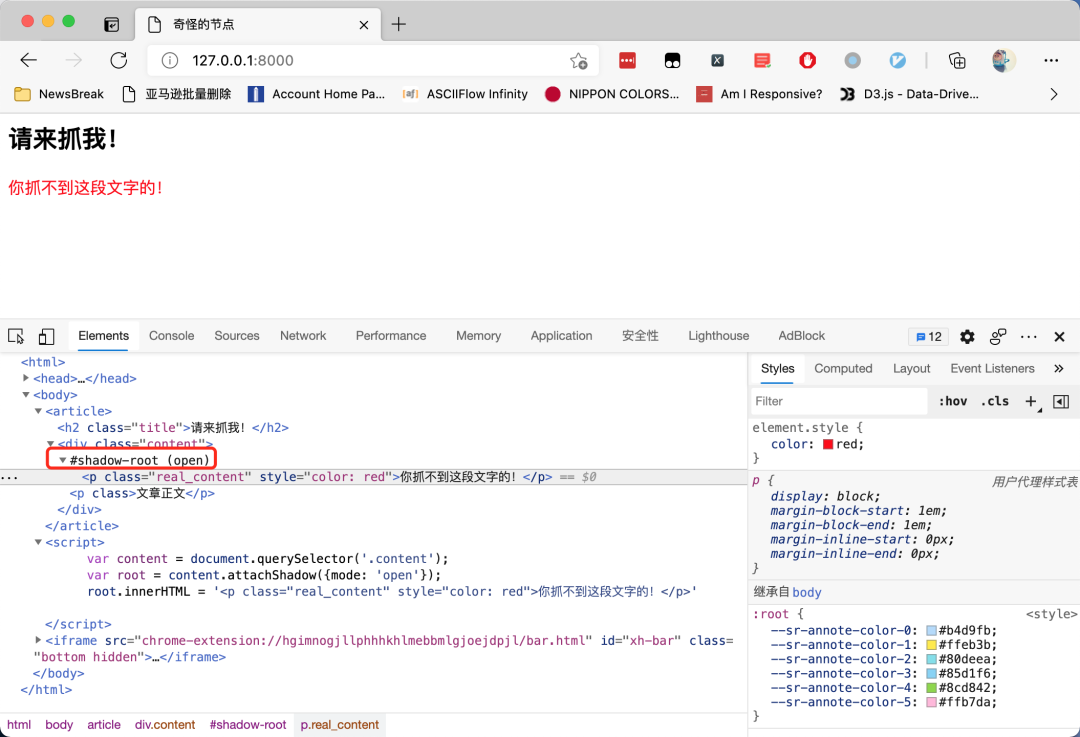 奇怪的节点
127.0.0.1:8000
NewsBreak 亚马逊批量删除 Account Home Pa... {af} ASCIIFlow Infinity NIPPON COLORS... Am I Responsive? D3.js - Data-Drive...
请来抓我！
你抓不到这段文字的！
Elements Console Sources Network Performance Memory Application 安全性 Lighthouse AdBlock 12
<html>
<head>…</head>
<body>
<article>
<h2 class="title">请来抓我！</h2>
<div class="content">
#shadow-root (open)
<p class="real_content" style="color: red">你抓不到这段文字的！</p> == $0
<p class>文章正文</p>
</div>
</article>
<script>
var content = document.querySelector('.content');
var root = content.attachShadow({mode: 'open'});
root.innerHTML = '<p class="real_content" style="color: red">你抓不到这段文字的！</p>'
</script>
<iframe src="chrome-extension://hgimnogjllphhhkhlmebbmlgjoejdpjl/bar.html" id="xh-bar" class=
"bottom hidden">…</iframe>
</body>
</html>
html body article div.content #shadow-root p.real_content
Styles Computed Layout Event Listeners
Filter :hov .cls
element.style {
color: red;
}
p { 用户代理样式表
display: block;
margin-block-start: 1em;
margin-block-end: 1em;
margin-inline-start: 0px;
margin-inline-end: 0px;
}
继承自 body
:root { <style>
--sr-annote-color-0: #b4d9fb;
--sr-annote-color-1: #ffeb3b;
--sr-annote-color-2: #80deea;
--sr-annote-color-3: #85d1f6;
--sr-annote-color-4: #8cd842;
--sr-annote-color-5: #ffb7da;
}